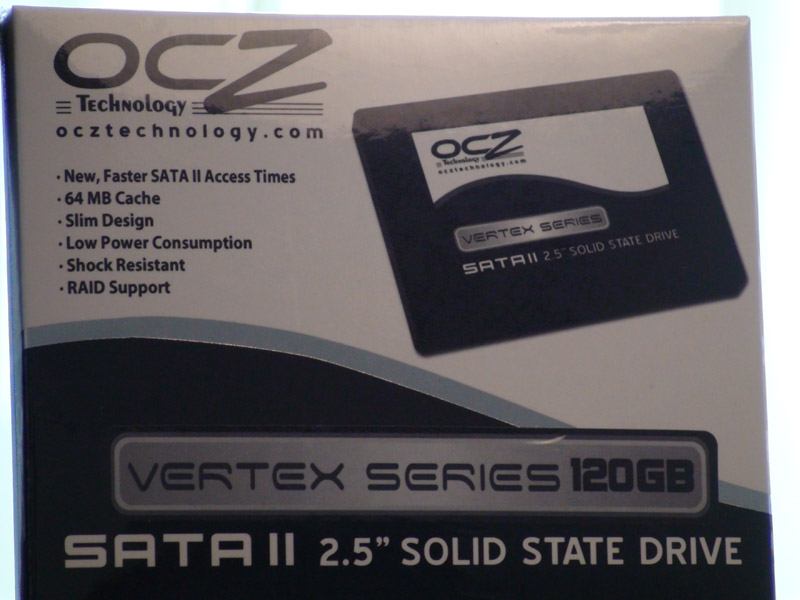 OCZ
Technology
ocztechnology.com
· New, Faster SATA II Access Times
· 64 MB Cache
· Slim Design
· Low Power Consumption
· Shock Resistant
· RAID Support
OCZ
Technology
ocztechnology.com
VERTEX SERIES
SATA II 2.5" SOLID STATE DRIVE
VERTEX SERIES 120GB
SATA II 2.5” SOLID STATE DRIVE